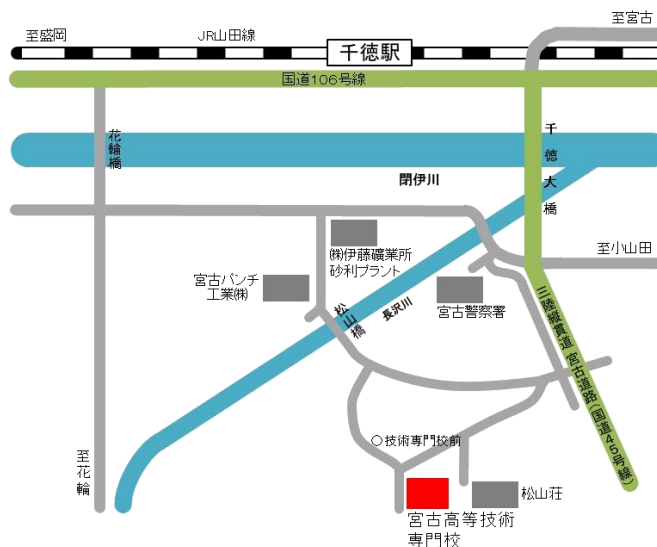 至宮古
至盛岡
JR山田線
千徳駅
国道106号線
花輪橋
千徳大橋
閉伊川
至小山田
㈱伊藤礦業所
砂利プラント
宮古パンチ
工業㈱
松山橋
長沢川
宮古警察署
三陸縦貫道 宮古道路(国道45号線)
○技術専門校前
至花輪
松山荘
宮古高等技術
専門校